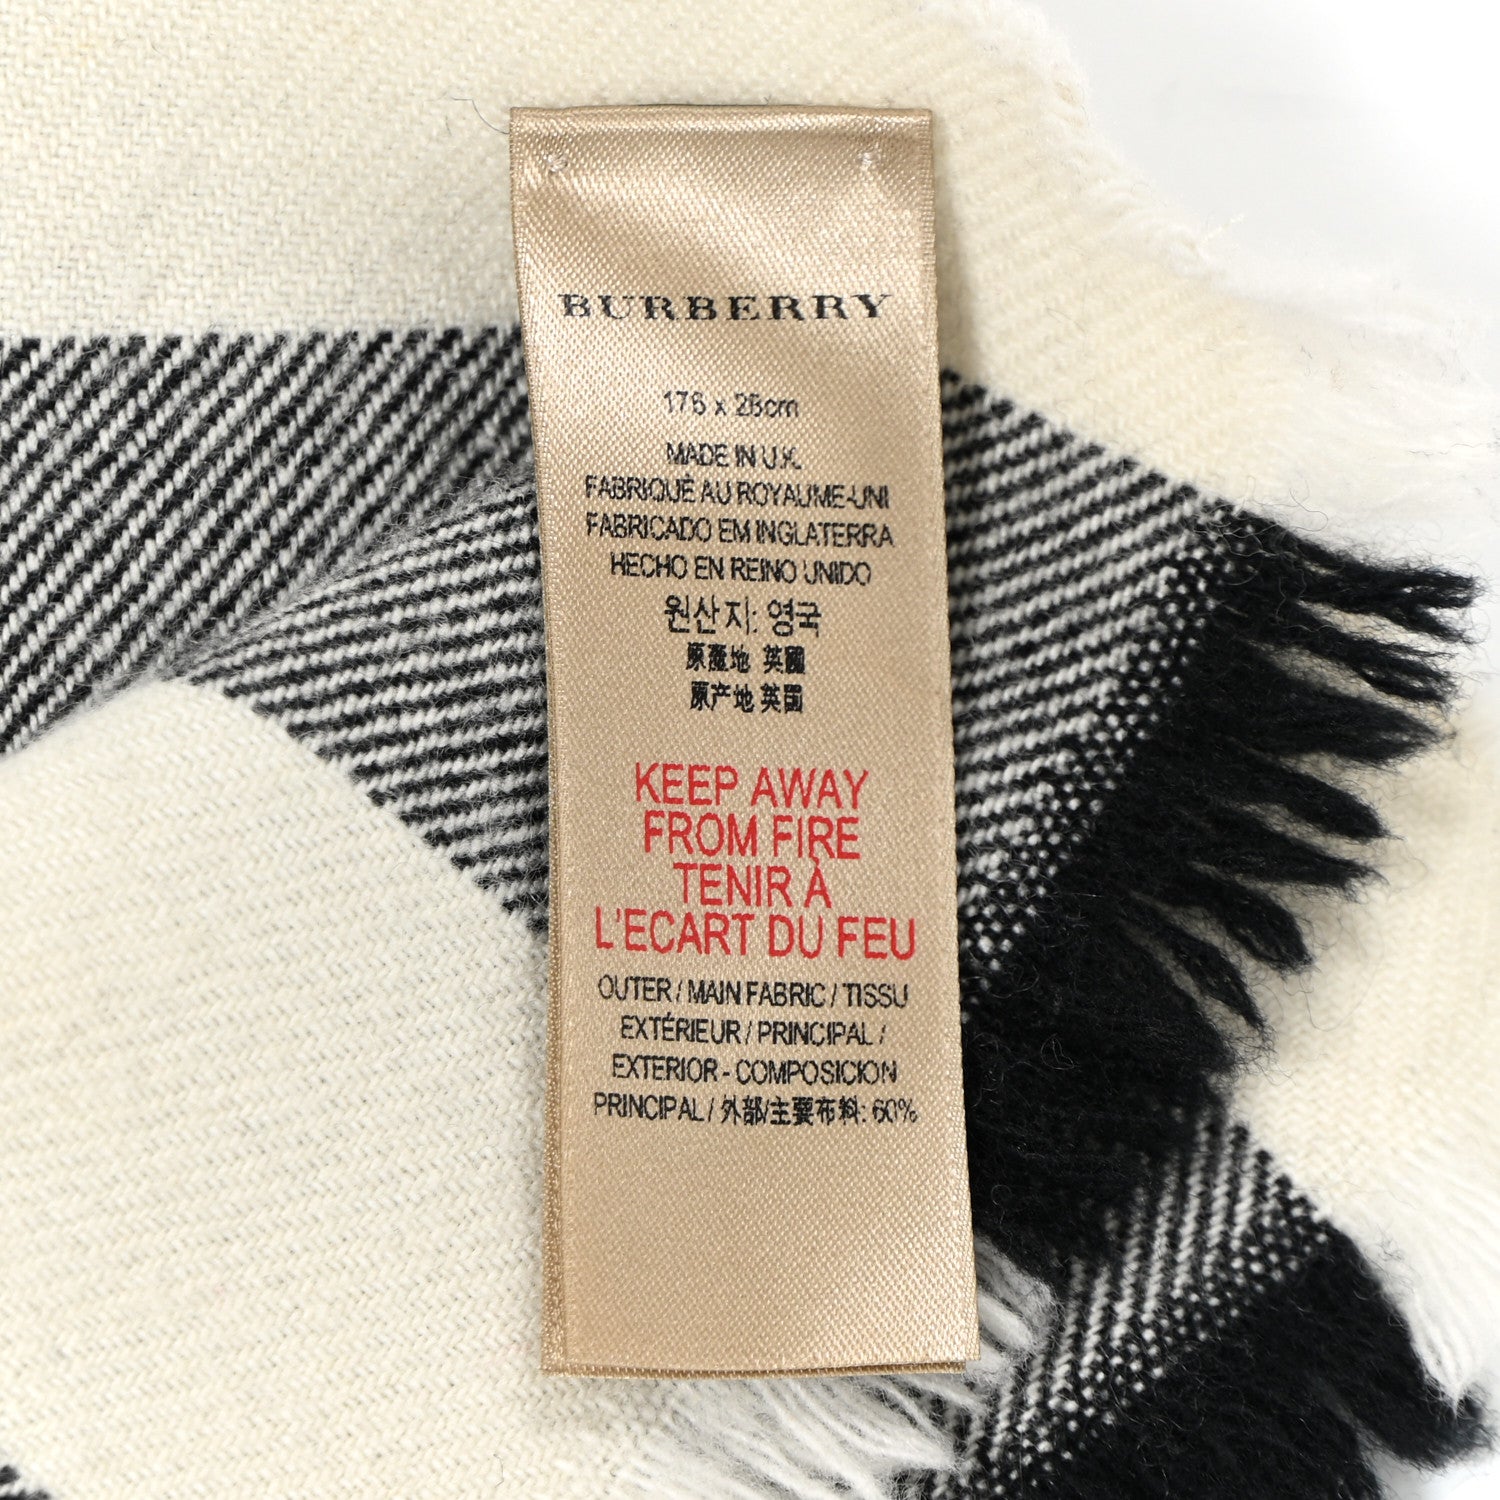 BURBERRY
176 x 28cm
MADE IN U.K.
FABRIQUÉ AU ROYAUME-UNI
FABRICADO EM INGLATERRA
HECHO EN REINO UNIDO
원산지: 영국
原產地 英國
原产地 英国
KEEP AWAY
FROM FIRE
TENIR À
L'ECART DU FEU
OUTER / MAIN FABRIC / TISSU
EXTÉRIEUR / PRINCIPAL /
EXTERIOR - COMPOSICION
PRINCIPAL / 外部/主要布料: 60%